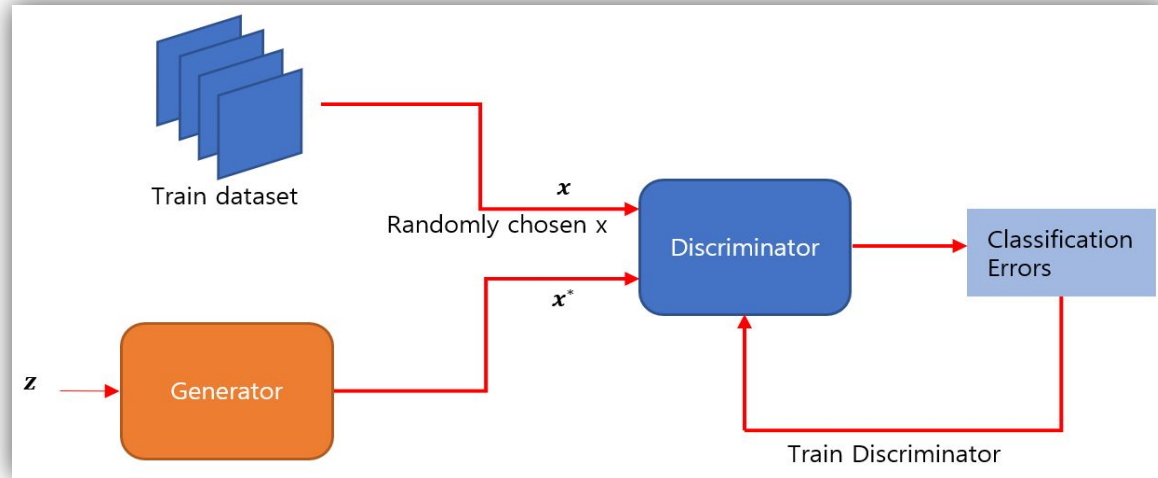 Train dataset
x
Randomly chosen x
Discriminator
Classification
Errors
x*
z
Generator
Train Discriminator